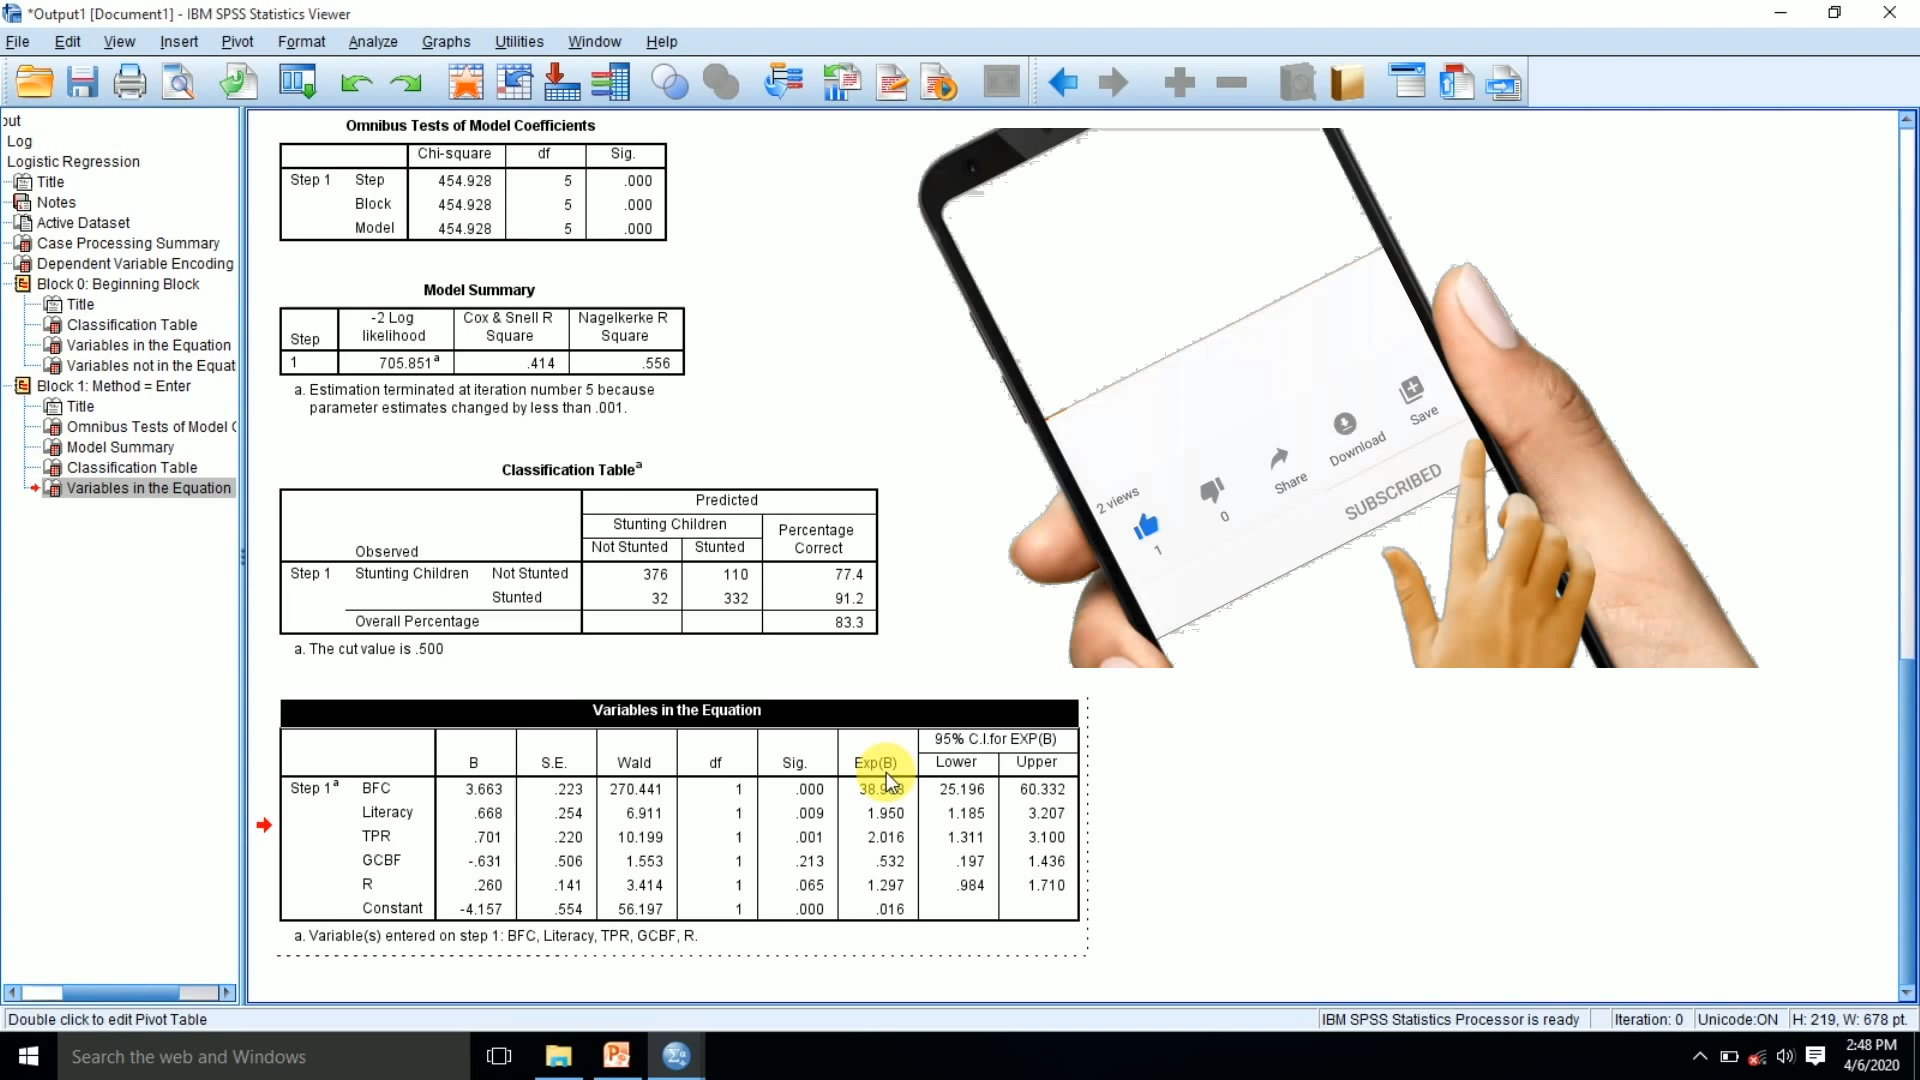 *Output1 [Document1] - IBM SPSS Statistics Viewer
File Edit View Insert Pivot Format Analyze Graphs Utilities Window Help
Log
Logistic Regression
Title
Notes
Active Dataset
Case Processing Summary
Dependent Variable Encoding
Block 0: Beginning Block
Title
Classification Table
Variables in the Equation
Variables not in the Equat
Block 1: Method = Enter
Title
Omnibus Tests of Model
Model Summary
Classification Table
Variables in the Equation
Omnibus Tests of Model Coefficients
Chi-square df Sig.
Step 1 Step 454.928 5 .000
Block 454.928 5 .000
Model 454.928 5 .000
Model Summary
Step -2 Log likelihood Cox & Snell R Square Nagelkerke R Square
1 705.851a .414 .556
a. Estimation terminated at iteration number 5 because
parameter estimates changed by less than .001.
Classification Tablea
Predicted
Stunting Children Percentage Correct
Observed Not Stunted Stunted
Step 1 Stunting Children Not Stunted 376 110 77.4
Stunted 32 332 91.2
Overall Percentage 83.3
a. The cut value is .500
Variables in the Equation
95% C.I.for EXP(B)
B S.E. Wald df Sig. Exp(B) Lower Upper
Step 1a BFC 3.663 .223 270.441 1 .000 25.196 60.332
Literacy .668 .254 6.911 1 .009 1.950 1.185 3.207
TPR .701 .220 10.199 1 .001 2.016 1.311 3.100
GCBF -.631 .506 1.553 1 .213 .532 .197 1.436
R .260 .141 3.414 1 .065 1.297 .984 1.710
Constant -4.157 .554 56.197 1 .000 .016
a. Variable(s) entered on step 1: BFC, Literacy, TPR, GCBF, R.
2 views
1
0
Share
Download
Save
SUBSCRIBED
Double click to edit Pivot Table
IBM SPSS Statistics Processor is ready
Iteration: 0
Unicode:ON
H: 219, W: 678 pt.
Search the web and Windows
2:48 PM
4/6/2020